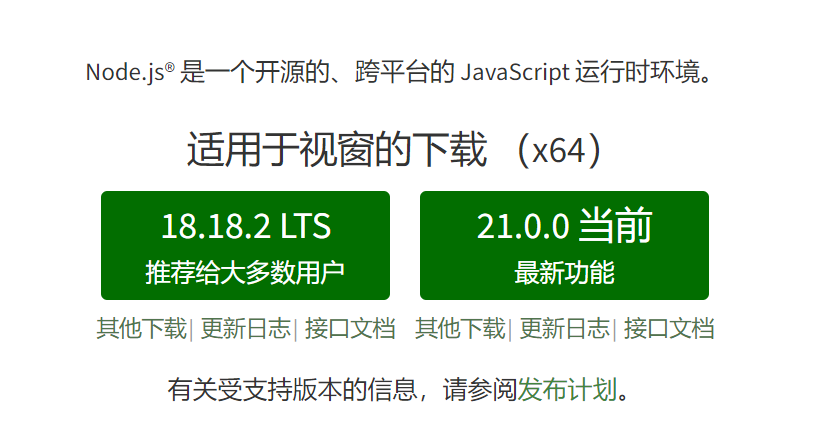 Node.js® 是一个开源的、跨平台的 JavaScript 运行时环境。
适用于视窗的下载 （x64）
18.18.2 LTS
推荐给大多数用户
21.0.0 当前
最新功能
其他下载| 更新日志| 接口文档
其他下载| 更新日志| 接口文档
有关受支持版本的信息，请参阅发布计划。